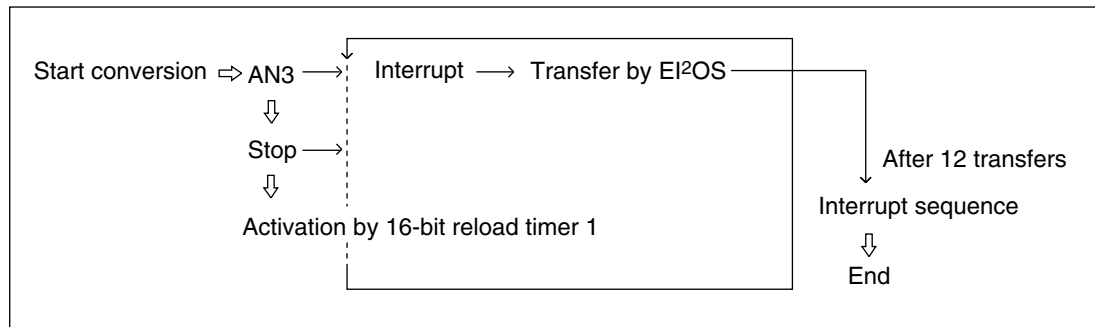 Start conversion ⇨ AN3 → Interrupt → Transfer by EI²OS
Stop
After 12 transfers
Interrupt sequence
Activation by 16-bit reload timer 1
End